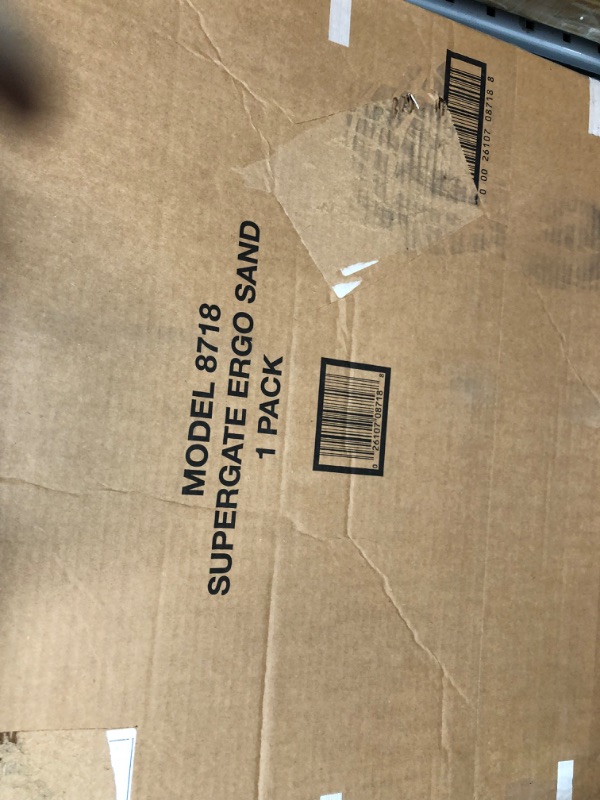 MODEL 8718
SUPERGATE ERGO SAND
1 PACK
0 26107 08718 8
0 00 26107 08718 8